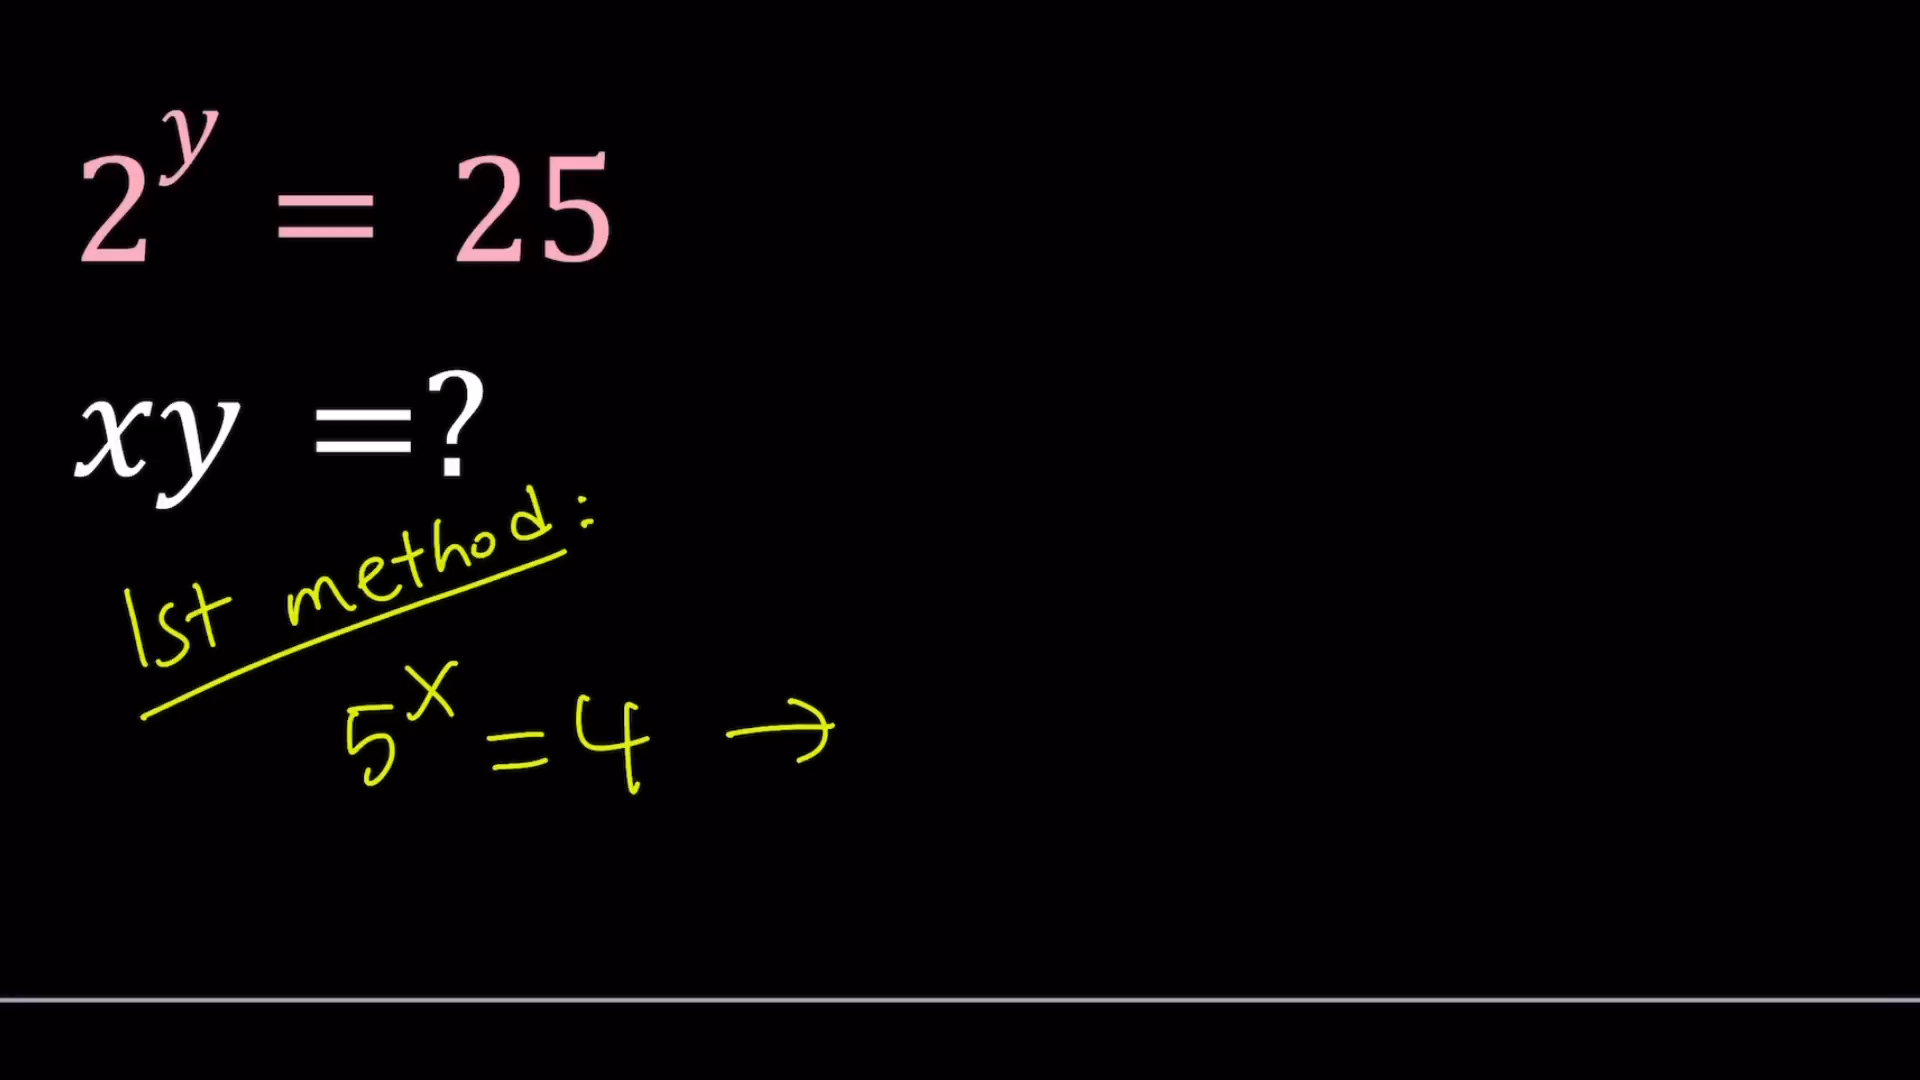 2^y = 25
xy =?
1st method:
5^x = 4 →